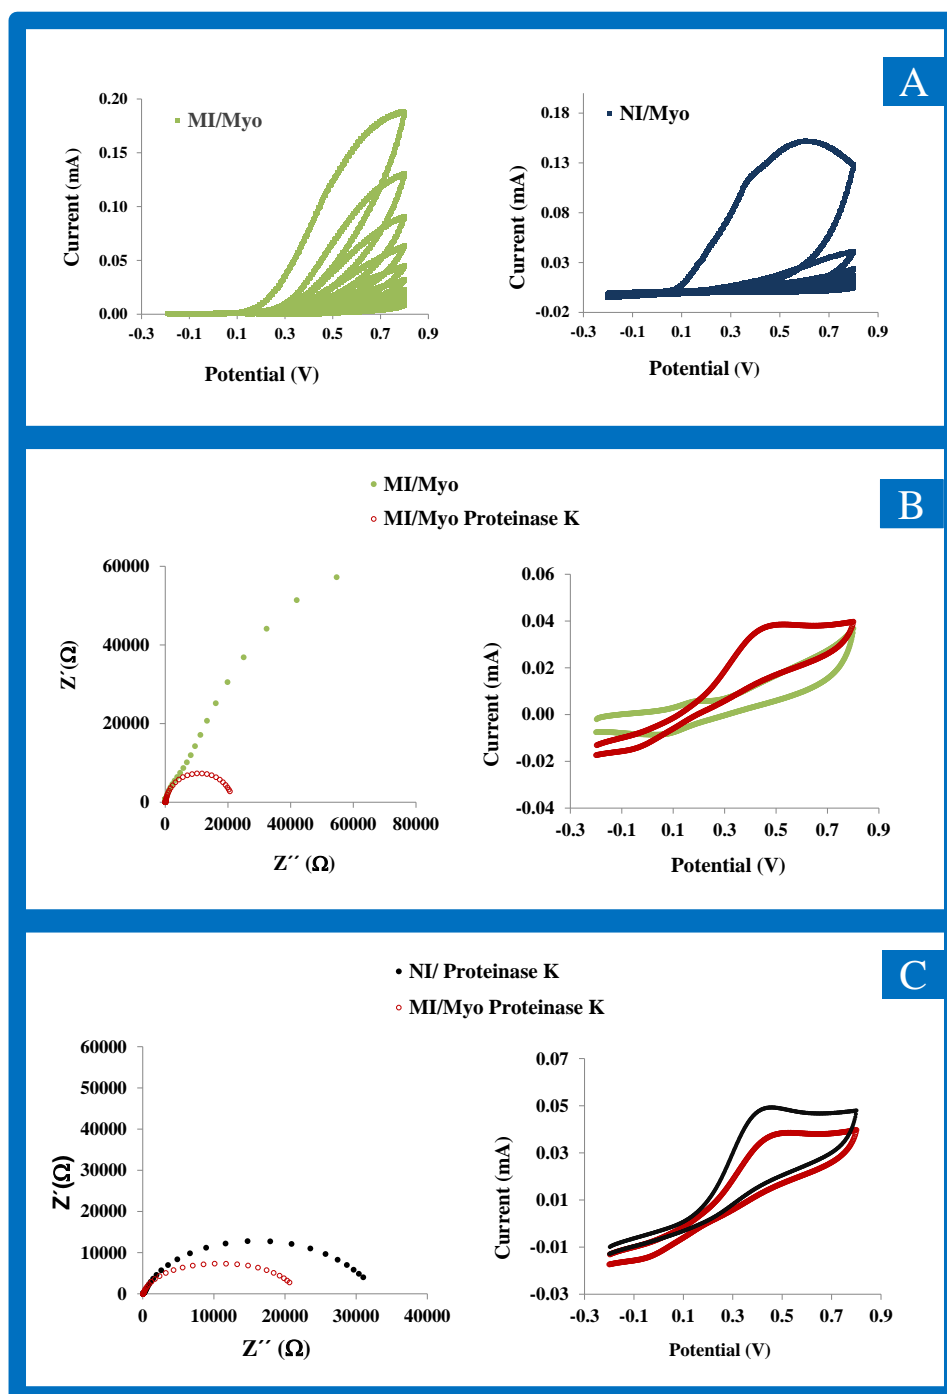 A
MI/Myo
NI/Myo
0.20
0.15
0.10
0.05
0.00
Current (mA)
-0.3 -0.1 0.1 0.3 0.5 0.7 0.9
Potential (V)
0.18
0.13
0.08
0.03
-0.02
Current (mA)
-0.3 -0.1 0.1 0.3 0.5 0.7 0.9
Potential (V)
B
MI/Myo
MI/Myo Proteinase K
60000
40000
20000
0
Z´(Ω)
0 20000 40000 60000 80000
Z´´ (Ω)
0.06
0.04
0.02
0.00
-0.02
-0.04
Current (mA)
-0.3 -0.1 0.1 0.3 0.5 0.7 0.9
Potential (V)
C
NI/ Proteinase K
MI/Myo Proteinase K
60000
50000
40000
30000
20000
10000
0
Z´(Ω)
0 10000 20000 30000 40000
Z´´ (Ω)
0.07
0.05
0.03
0.01
-0.01
-0.03
Current (mA)
-0.3 -0.1 0.1 0.3 0.5 0.7 0.9
Potential (V)